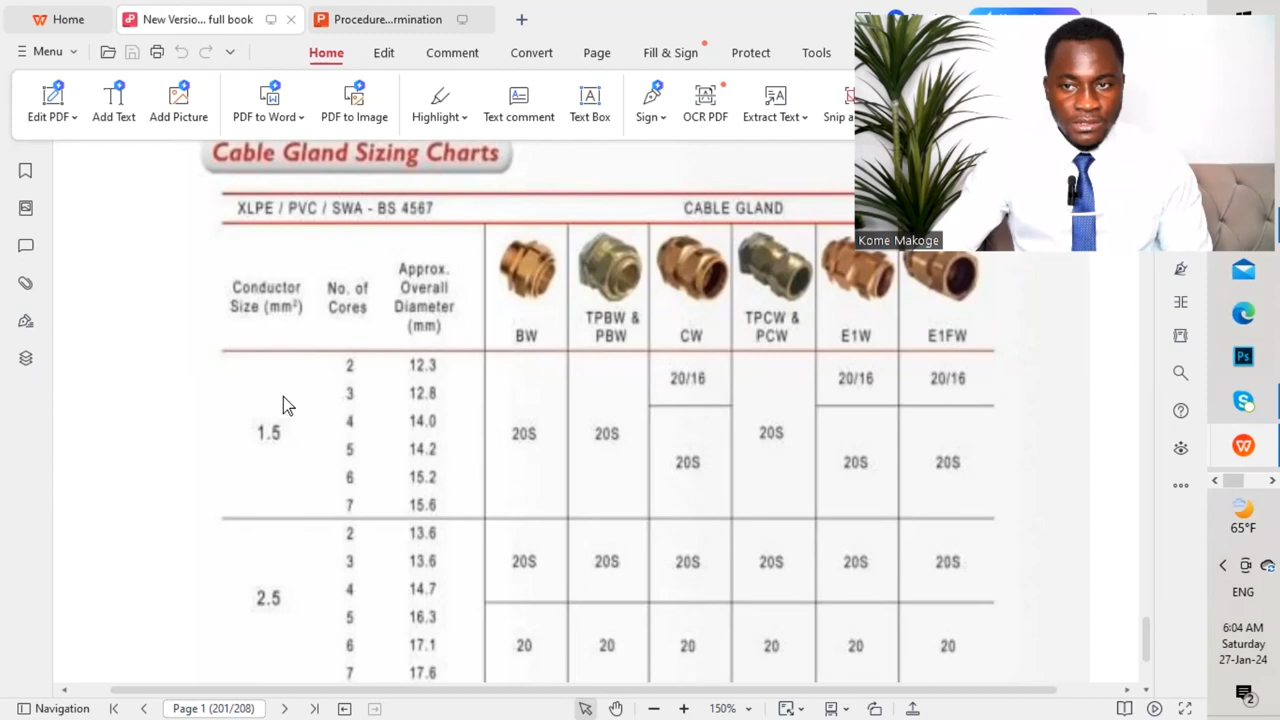 Home
New Versio... full book
Procedure...rmination
Menu
Home
Edit
Comment
Convert
Page
Fill & Sign
Protect
Tools
Edit PDF
Add Text
Add Picture
PDF to Word
PDF to Image
Highlight
Text comment
Text Box
Sign
OCR PDF
Extract Text
Snip a
Kome Makoge
Cable Gland Sizing Charts
XLPE / PVC / SWA - BS 4567
CABLE GLAND
Conductor
Size (mm²)
No. of
Cores
Approx.
Overall
Diameter
(mm)
BW
TPBW &
PBW
CW
TPCW &
PCW
E1W
E1FW
2 12.3
3 12.8
20/16 20/16 20/16
4 14.0
1.5 20S 20S 20S
5 14.2
20S 20S 20S
6 15.2
7 15.6
2 13.6
3 13.6 20S 20S 20S 20S 20S 20S
4 14.7
2.5
5 16.3
6 17.1 20 20 20 20 20 20
7 17.6
Navigation
Page 1 (201/208)
150%
Ps
65°F
ENG
6:04 AM
Saturday
27-Jan-24
2